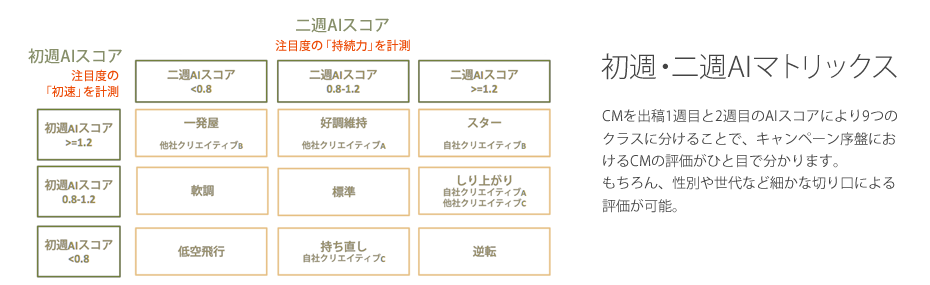 二週AIスコア
注目度の「持続力」を計測
初週AIスコア
注目度の
「初速」を計測
二週AIスコア
<0.8
二週AIスコア
0.8-1.2
二週AIスコア
>=1.2
初週AIスコア
>=1.2
一発屋
他社クリエイティブB
好調維持
他社クリエイティブA
スター
自社クリエイティブB
初週AIスコア
0.8-1.2
軟調
標準
しり上がり
自社クリエイティブA
他社クリエイティブC
初週AIスコア
<0.8
低空飛行
持ち直し
自社クリエイティブC
逆転
初週・二週AIマトリックス
CMを出稿1週目と2週目のAIスコアにより9つの
クラスに分けることで、キャンペーン序盤にお
けるCMの評価がひと目で分かります。
もちろん、性別や世代など細かな切り口による
評価が可能。